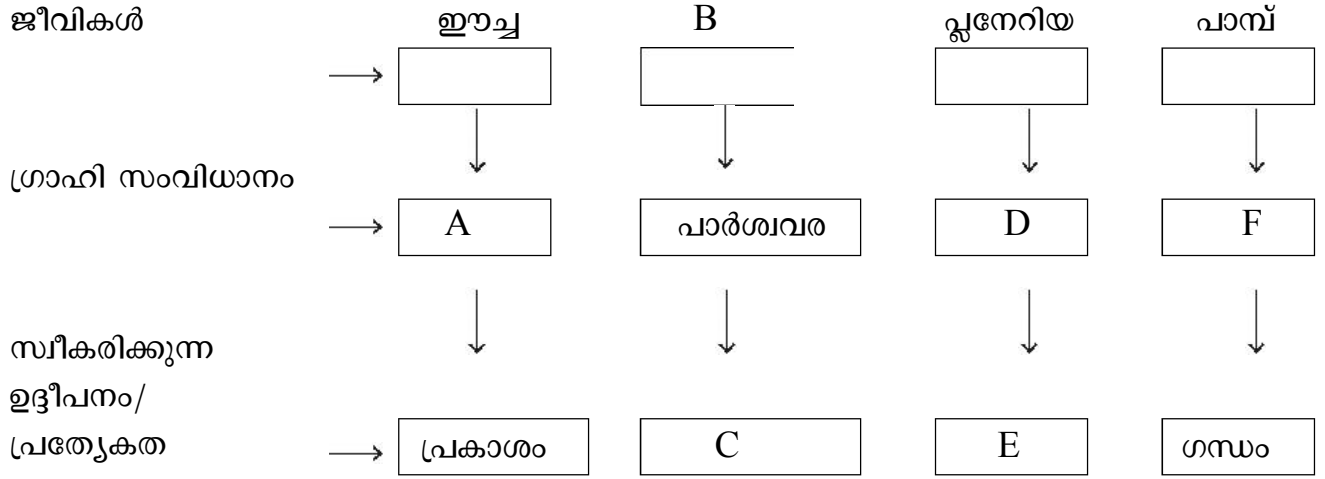 ജീവികൾ ഈച്ച B പ്ലനേറിയ പാമ്പ്
ഗ്രാഹി സംവിധാനം
A പാർശ്വവര D F
സ്വീകരിക്കുന്ന
ഉദ്ദീപനം/
പ്രത്യേകത പ്രകാശം C E ഗന്ധം